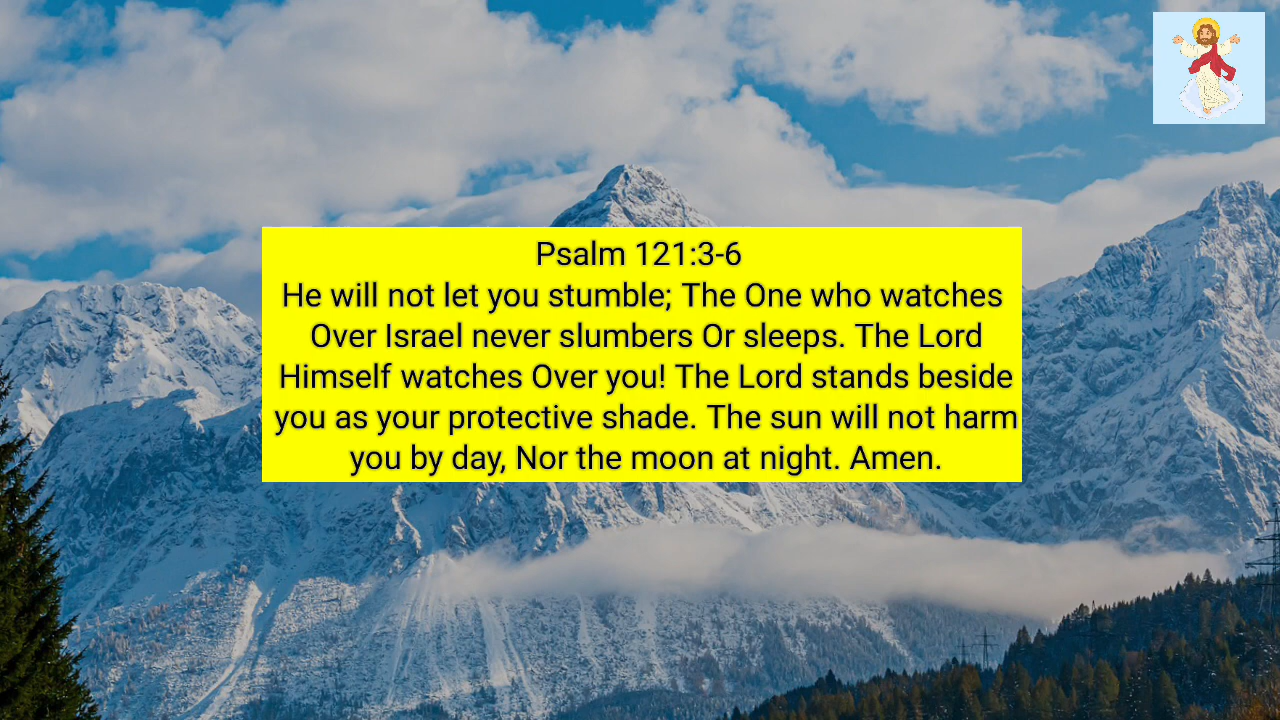 Psalm 121:3-6
He will not let you stumble; The One who watches
Over Israel never slumbers Or sleeps. The Lord
Himself watches Over you! The Lord stands beside
you as your protective shade. The sun will not harm
you by day, Nor the moon at night. Amen.